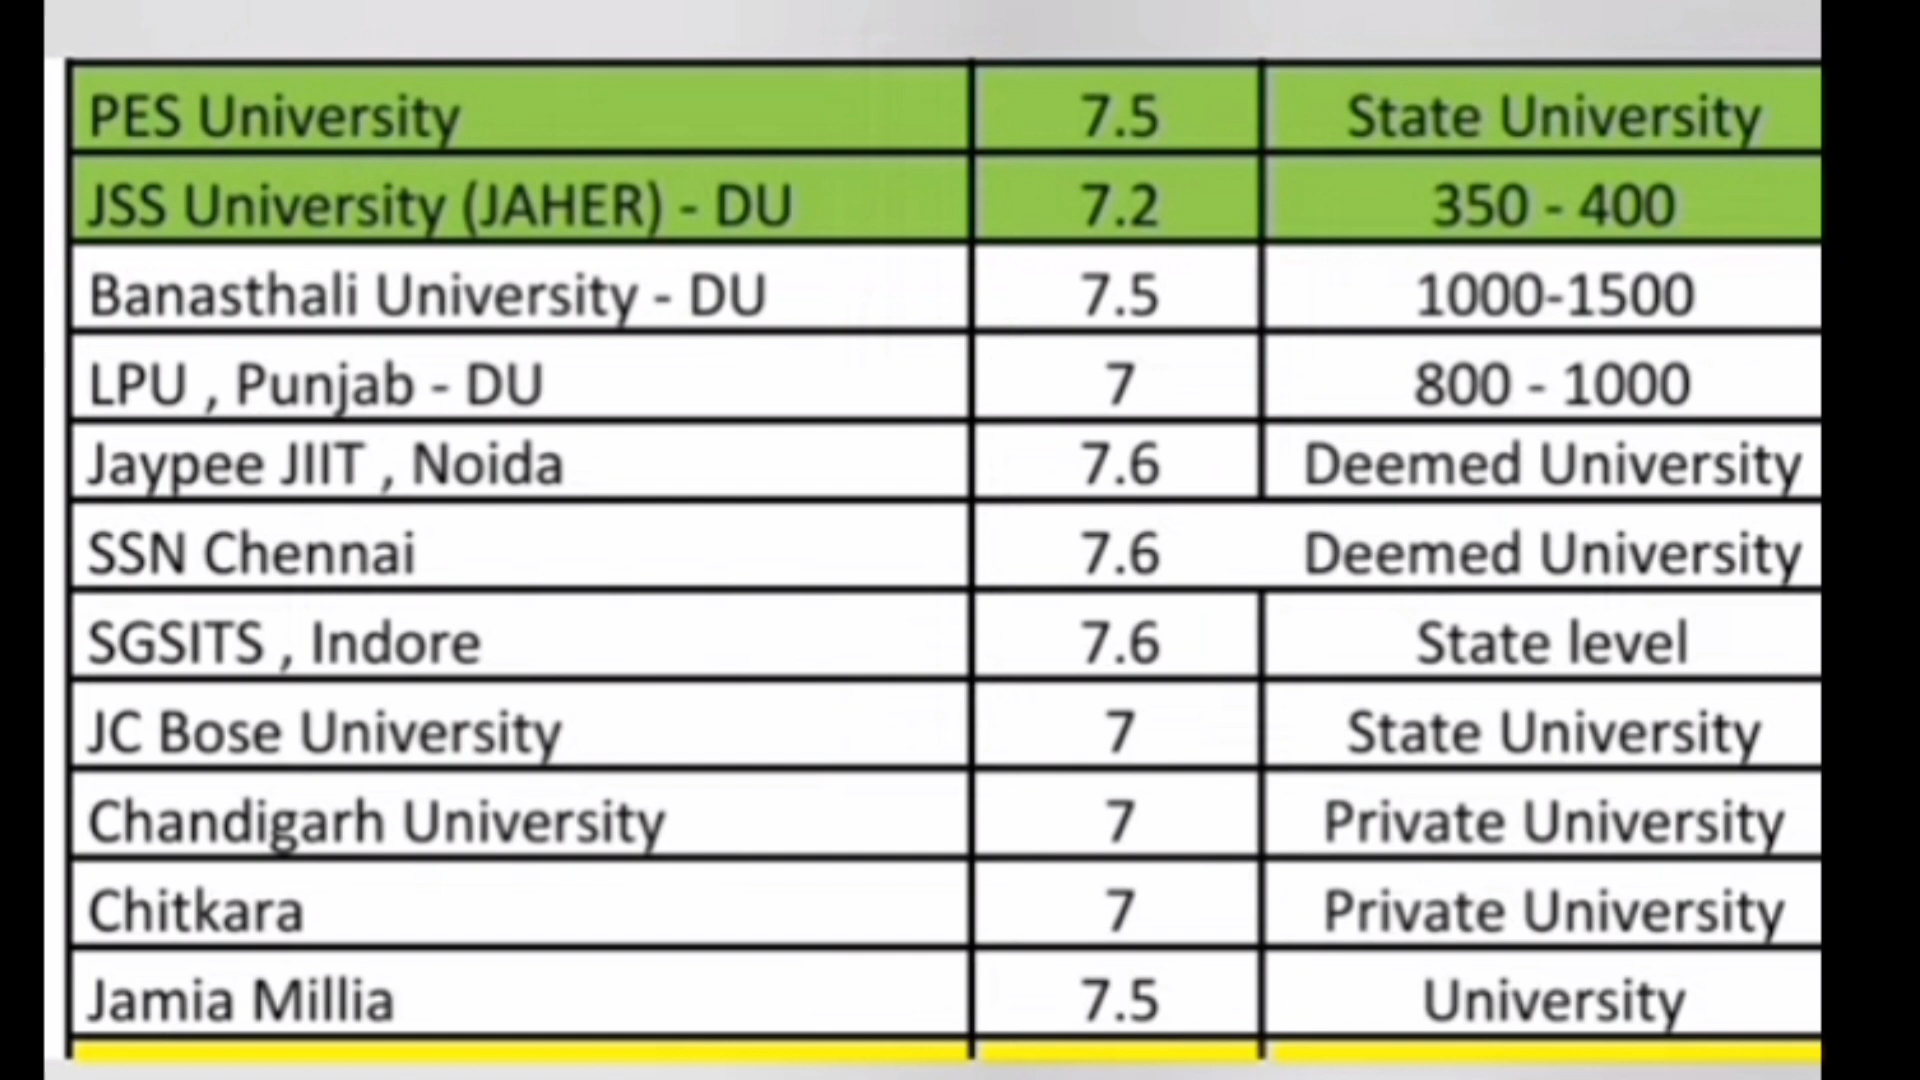 PES University 7.5 State University
JSS University (JAHER) - DU 7.2 350 - 400
Banasthali University - DU 7.5 1000-1500
LPU , Punjab - DU 7 800 - 1000
Jaypee JIIT , Noida 7.6 Deemed University
SSN Chennai 7.6 Deemed University
SGSITS , Indore 7.6 State level
JC Bose University 7 State University
Chandigarh University 7 Private University
Chitkara 7 Private University
Jamia Millia 7.5 University